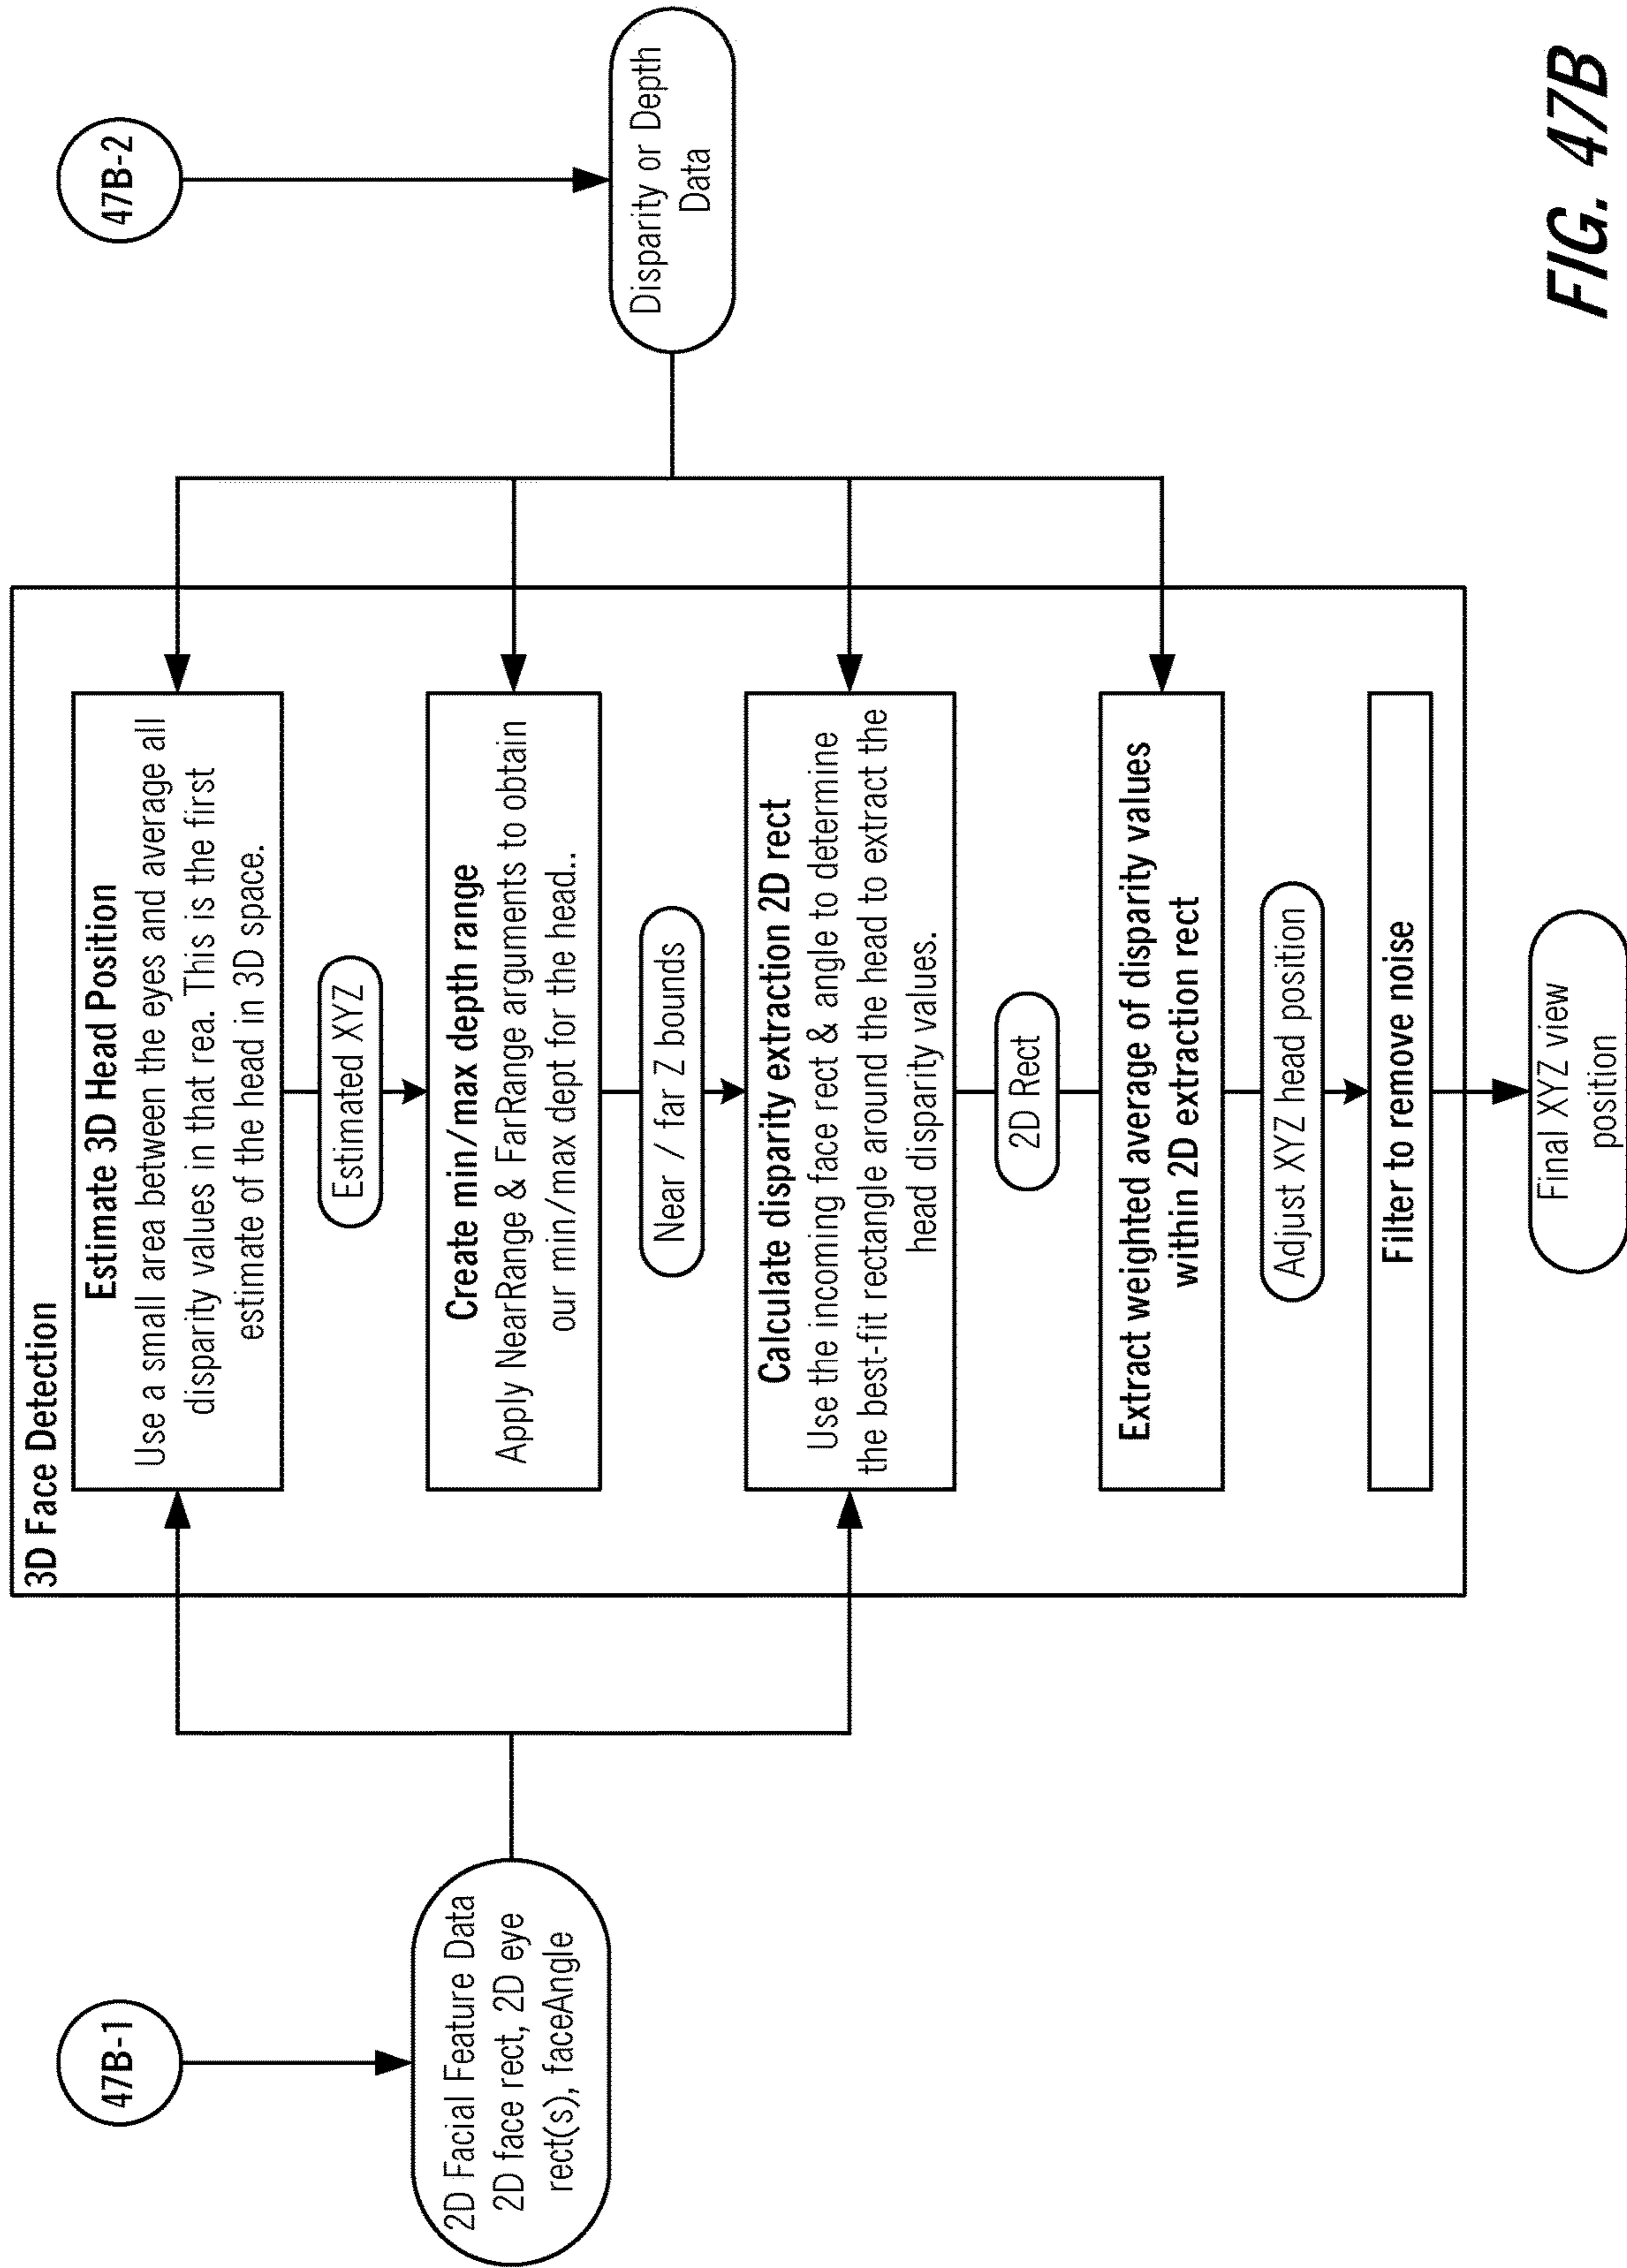 47B-1
47B-2
2D Facial Feature Data
2D face rect, 2D eye
rect(s), faceAngle
Disparity or Depth
Data
3D Face Detection
Estimate 3D Head Position
Use a small area between the eyes and average all
disparity values in that rea. This is the first
estimate of the head in 3D space.
Estimated XYZ
Create min/max depth range
Apply NearRange & FarRange arguments to obtain
our min/max dept for the head..
Near / far Z bounds
Calculate disparity extraction 2D rect
Use the incoming face rect & angle to determine
the best-fit rectangle around the head to extract the
head disparity values.
2D Rect
Extract weighted average of disparity values
within 2D extraction rect
Adjust XYZ head position
Filter to remove noise
Final XYZ view
position
FIG. 47B